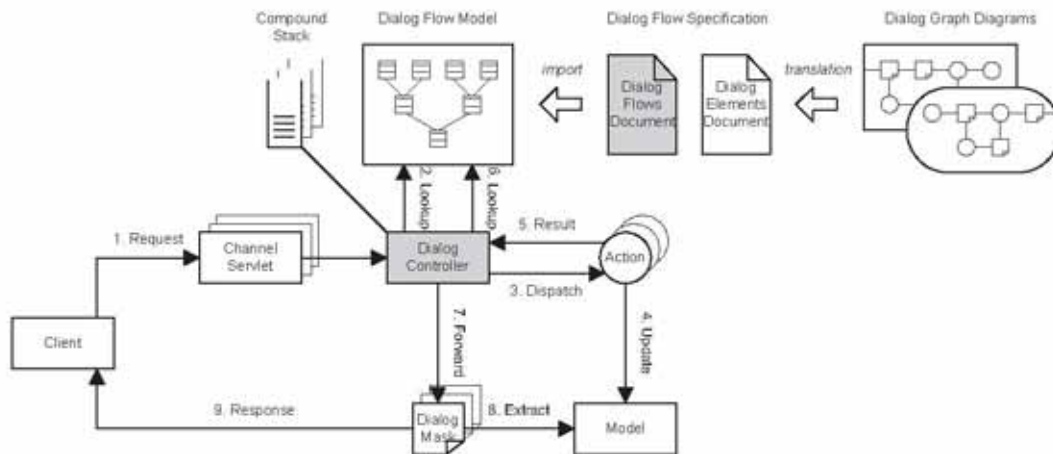 Compound
Stack
Dialog Flow Model
Dialog Flow Specification
Dialog Graph Diagrams
import
translation
Dialog
Flows
Document
Dialog
Elements
Document
2. Lookup
6. Lookup
1. Request
Channel
Servlet
Dialog
Controller
5. Result
3. Dispatch
Action
Client
7. Forward
4. Update
9. Response
Dialog
Mask
8. Extract
Model